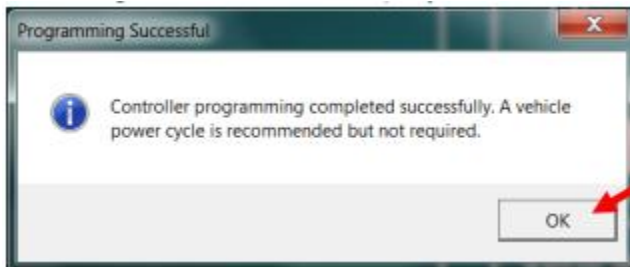 Programming Successful
Controller programming completed successfully. A vehicle
power cycle is recommended but not required.
OK